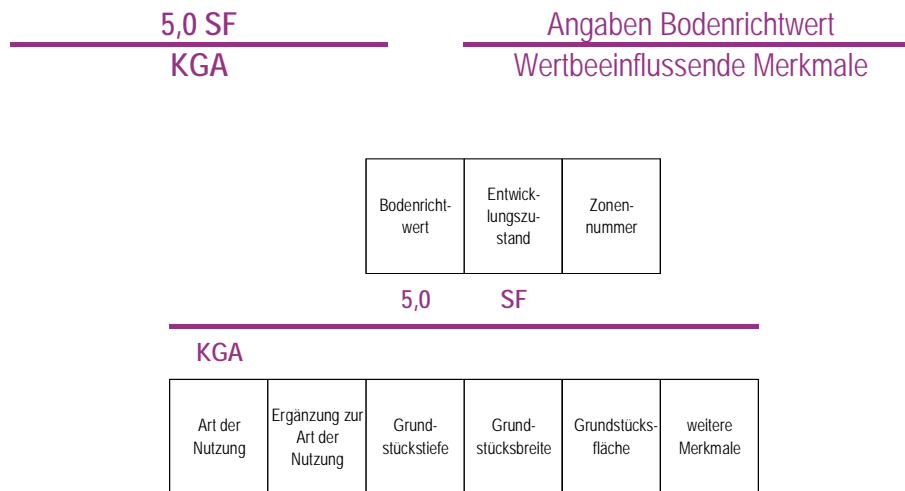 5,0 SF
Angaben Bodenrichtwert
KGA
Wertbeeinflussende Merkmale
Bodenricht-
wert
Entwick-
lungszu-
stand
Zonen-
nummer
5,0
SF
KGA
Art der
Nutzung
Ergänzung zur
Art der
Nutzung
Grund-
stückstiefe
Grund-
stücksbreite
Grundstücks-
fläche
weitere
Merkmale